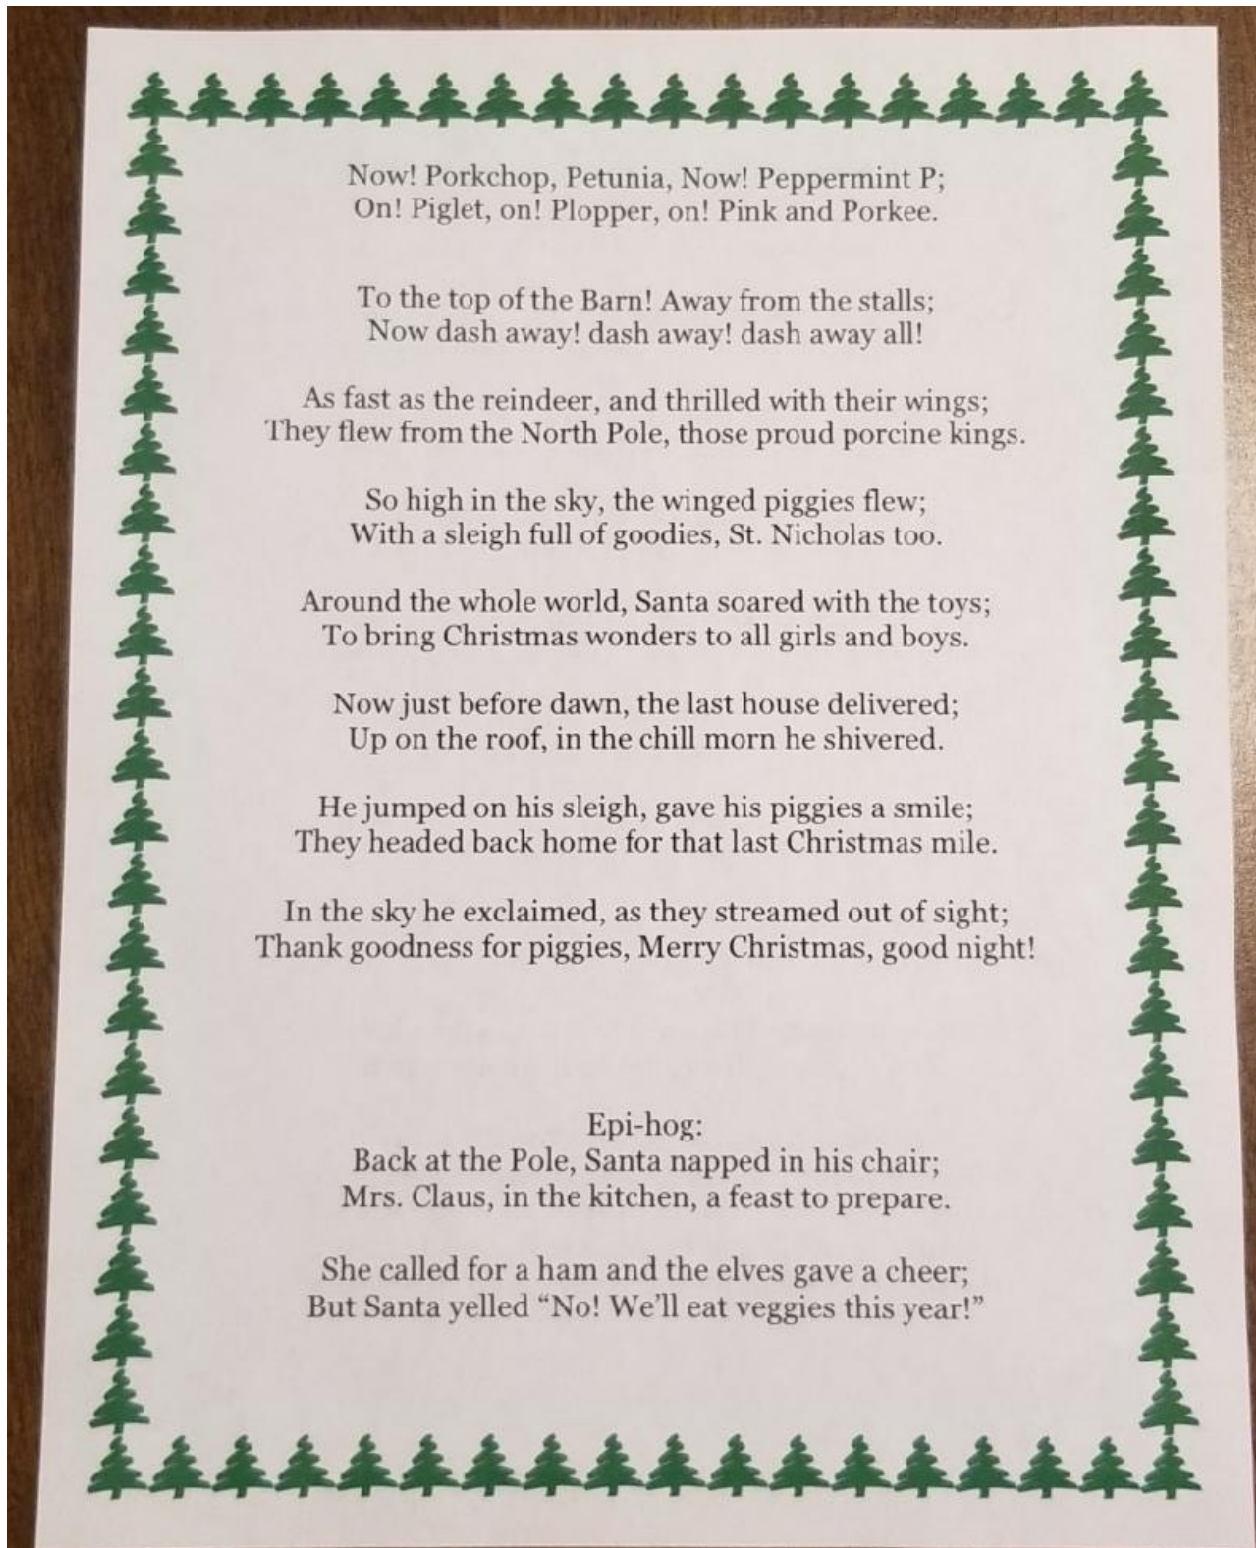 Now! Porkchop, Petunia, Now! Peppermint P;
On! Piglet, on! Plopper, on! Pink and Porkee.
To the top of the Barn! Away from the stalls;
Now dash away! dash away! dash away all!
As fast as the reindeer, and thrilled with their wings;
They flew from the North Pole, those proud porcine kings.
So high in the sky, the winged piggies flew;
With a sleigh full of goodies, St. Nicholas too.
Around the whole world, Santa soared with the toys;
To bring Christmas wonders to all girls and boys.
Now just before dawn, the last house delivered;
Up on the roof, in the chill morn he shivered.
He jumped on his sleigh, gave his piggies a smile;
They headed back home for that last Christmas mile.
In the sky he exclaimed, as they streamed out of sight;
Thank goodness for piggies, Merry Christmas, good night!
Epi-hog:
Back at the Pole, Santa napped in his chair;
Mrs. Claus, in the kitchen, a feast to prepare.
She called for a ham and the elves gave a cheer;
But Santa yelled “No! We’ll eat veggies this year!”